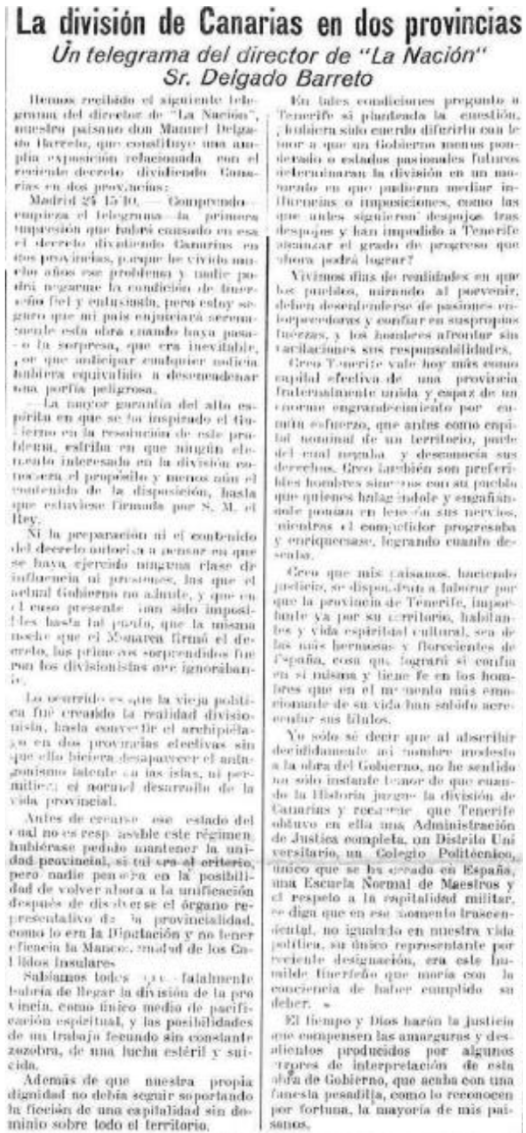 La división de Canarias en dos provincias
Un telegrama del director de "La Nación"
Sr. Delgado Barreto
Hemos recibido el siguiente tele-
grama del director de "La Nación",
nuestro paisano don Manuel Delga-
do Barreto, que constituye una am-
plia exposición relacionada con el
reciente decreto dividiendo Cana-
rias en dos provincias:
Madrid 24 15'10.—Comprendo—
empieza el telegrama—la primera
impresión que habrá causado en esa
el decreto dividiendo Canarias en
dos provincias, porque he vivido mu-
cho años ese problema y nadie po-
drá negarme la condición de tiner-
feño fiel y entusiasta, pero estoy se-
guro que mi país enjuiciará serena-
mente esta obra cuando haya pasa-
o la sorpresa, que era inevitable,
por que anticipar cualquier noticia
hubiera equivalido a desencadenar
una porfía peligrosa.
—La mayor garantía del alto es-
píritu en que se ha inspirado el Go-
bierno en la resolución de este pro-
blema, estriba en que ningún ele-
mento interesado en la división co-
nociera el propósito y menos aún el
contenido de la disposición, hasta
que estuviese firmada por S. M. el
Rey.
Ni la preparación ni el contenido
del decreto autoriza a pensar en que
se haya ejercido ninguna clase de
influencia ni presiones, las que el
actual Gobierno no admite, y que en
el caso presente han sido imposi-
bles hasta tal punto, que la misma
noche que el Monarca firmó el de-
creto, los primeros sorprendidos fue
ron los divisionistas que ignoraban-
Lo ocurrido es que la vieja políti-
ca fué creando la realidad divisio-
nista, hasta convertir el archipiéla-
go en dos provincias electivas sin
que ello hiciera desaparecer el anta-
gonismo latente en las islas, ni per-
mitiese el normal desarrollo de la
vida provincial.
Antes de crearse ese estado del
cual no es responsable este régimen,
hubiérase podido mantener la uni-
dad provincial, si tal era el criterio,
pero nadie pensara en la posibili-
dad de volver ahora a la unificación
después de disolverse el órgano re-
presentativo de la provincialidad,
como lo era la Diputación y no tener
eficacia la Mancomunidad de los Ca-
bildos Insulares
Sabíamos todos que fatalmente
habría de llegar la división de la pro
vincia, como único medio de pacifi-
cación espiritual, y las posibilidades
de un trabajo fecundo sin constante
zozobra, de una lucha estéril y sui-
cida.
Además de que nuestra propia
dignidad no debía seguir soportando
la ficción de una capitalidad sin do-
minio sobre todo el territorio.
En tales condiciones pregunto a
Tenerife si planteada la cuestión,
¿hubiera sido cuerdo diferirla con te
mor a que un Gobierno menos pon-
derado o estados pasionales futuros
determinaran la división en un mo-
mento en que pudieran mediar in-
fluencias o imposiciones, como las
que antes siguieron despojos tras
despojos y han impedido a Tenerife
alcanzar el grado de progreso que
ahora podrá lograr?
Vivimos días de realidades en que
los pueblos, mirando al porvenir,
deben desentenderse de pasiones en-
torpecedoras y confiar en sus propias
fuerzas, y los hombres afrontar sin
vacilaciones sus responsabilidades.
Creo Tenerife vale hoy más como
capital efectiva de una provincia
fraternalmente unida y capaz de un
enorme engrandecimiento por co-
mún esfuerzo, que antes como capi-
tal nominal de un territorio, parte
del cual negaba y desconocía sus
derechos. Creo también son preferi-
bles hombres sinceros con su pueblo
que quienes halagándole y engañán-
dole ponían en tensión sus nervios,
mientras el competidor progresaba
y enriquecíase, logrando cuanto de-
seaba.
Creo que mis paisanos, haciendo
justicia, se dispondrán a laborar por
que la provincia de Tenerife, impor-
tante ya por su territorio, habitan-
tes y vida espiritual cultural, sea de
las más hermosas y florecientes de
España, cosa que logrará si confía
en sí misma y tiene fe en los hom-
bres que en el momento más emo-
cionante de su vida han sabido acre-
centar sus títulos.
Yo sólo sé decir que al abscribir
decididamente mi nombre modesto
a la obra del Gobierno, no he sentido
un sólo instante temor de que cuan-
do la Historia juzgue la división de
Canarias y recuerde que Tenerife
obtuvo en ella una Administración
de Justicia completa, un Distrito Uni
versitario, un Colegio Politécnico,
único que se ha creado en España,
una Escuela Normal de Maestros y
el respeto a la capitalidad militar,
se diga que en ese momento trascen-
dental, no igualado en nuestra vida
política, su único representante por
reciente designación, era este hu-
milde tinerfeño que moría con la
conciencia de haber cumplido su
deber.
El tiempo y Dios harán la justicia
que compensen las amarguras y des-
alientos producidos por algunos
errores de interpretación de esta
obra de Gobierno, que acaba con una
funesta pesadilla, como lo reconocen
por fortuna, la mayoría de mis pai-
sanos.